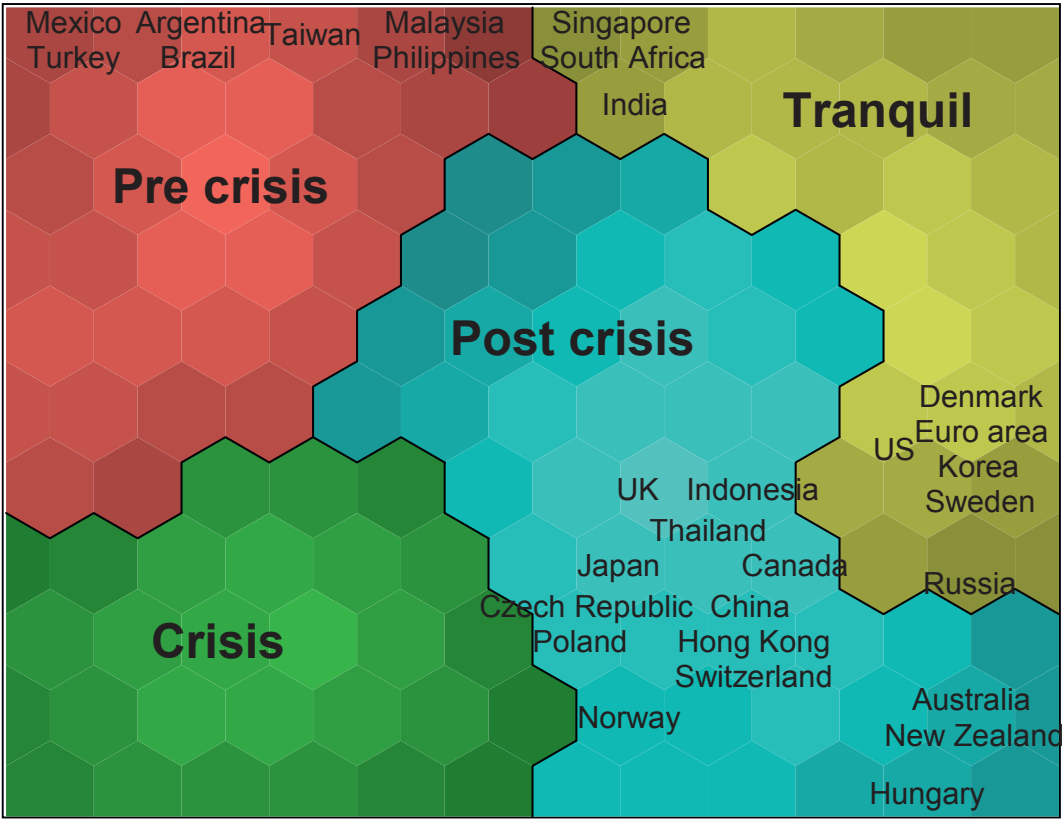 Mexico
Turkey
Argentina
Brazil
Taiwan
Malaysia
Philippines
Singapore
South Africa
India
Tranquil
Pre crisis
Post crisis
Denmark
Euro area
Korea
Sweden
US
UK
Indonesia
Thailand
Japan
Canada
Russia
Czech Republic
Poland
China
Hong Kong
Switzerland
Crisis
Norway
Australia
New Zealand
Hungary